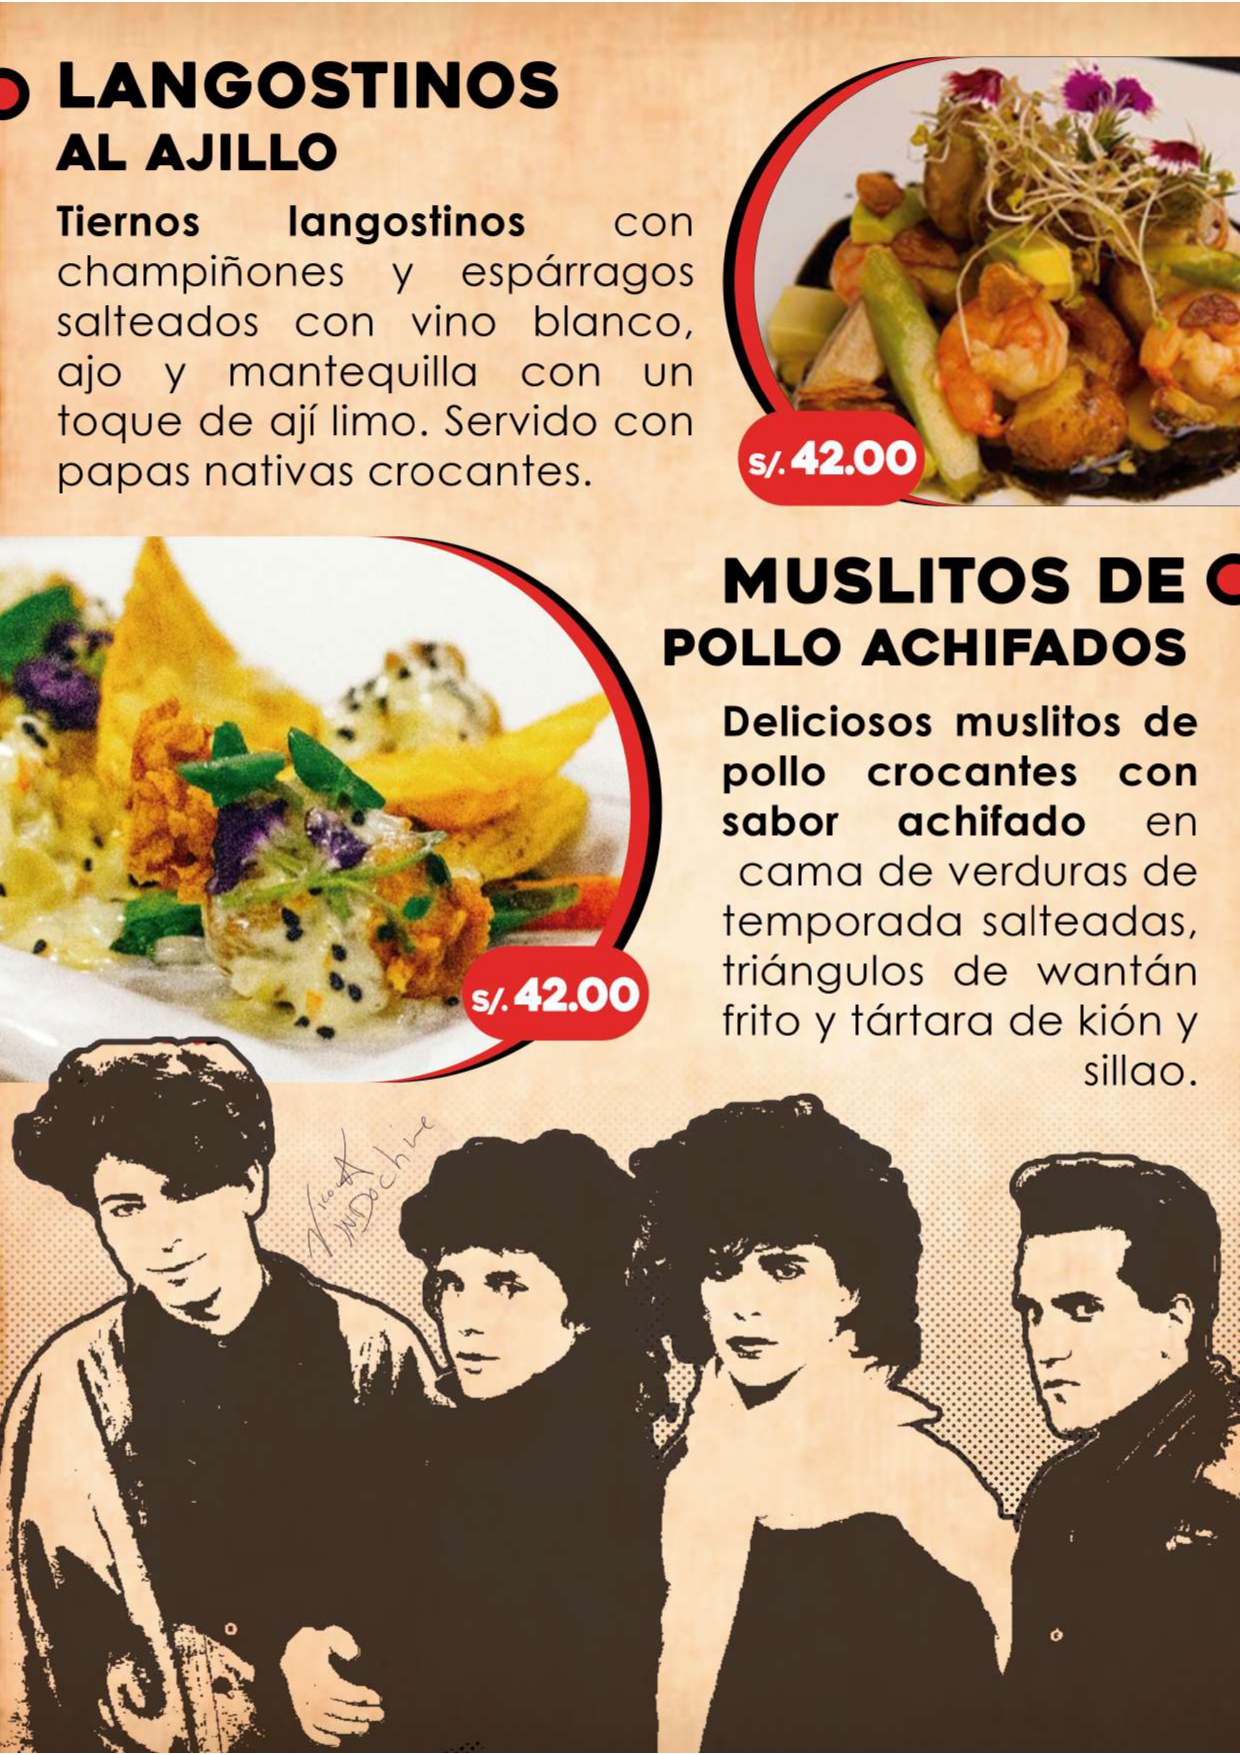 LANGOSTINOS
AL AJILLO
Tiernos langostinos con
champiñones y espárragos
salteados con vino blanco,
ajo y mantequilla con un
toque de ají limo. Servido con
papas nativas crocantes.
S/. 42.00
MUSLITOS DE
POLLO ACHIFADOS
Deliciosos muslitos de
pollo crocantes con
sabor achifado en
cama de verduras de
temporada salteadas,
triángulos de wantán
frito y tártara de kión y
sillao.
S/. 42.00
INDOchine